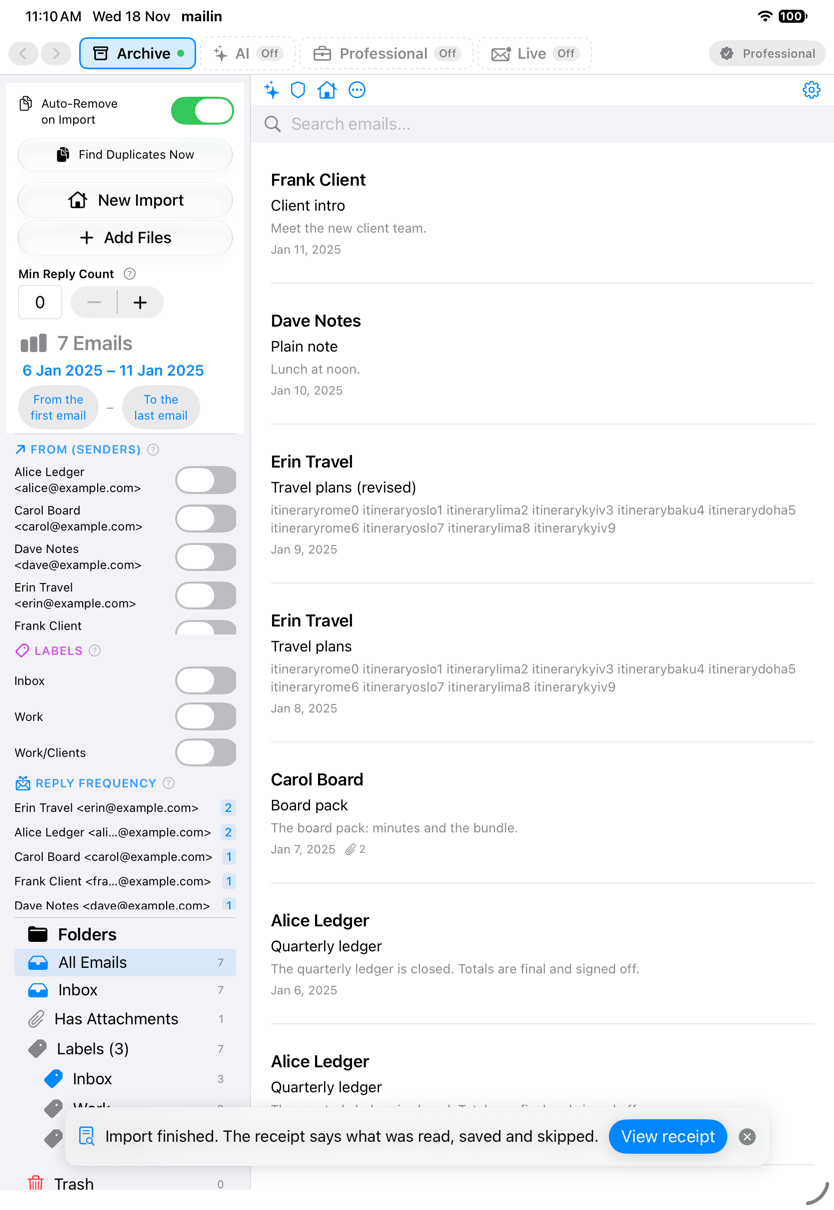 11:10 AM Wed 18 Nov mailin 100
Archive AI Off Professional Off Live Off Professional
Auto-Remove
on Import
Find Duplicates Now
New Import
Add Files
Min Reply Count ?
0
7 Emails
6 Jan 2025 – 11 Jan 2025
From the
first email
–
To the
last email
FROM (SENDERS) ?
Alice Ledger
<alice@example.com>
Carol Board
<carol@example.com>
Dave Notes
<dave@example.com>
Erin Travel
<erin@example.com>
Frank Client
LABELS ?
Inbox
Work
Work/Clients
REPLY FREQUENCY ?
Erin Travel <erin@example.com> 2
Alice Ledger <ali...@example.com> 2
Carol Board <carol@example.com> 1
Frank Client <fra...@example.com> 1
Dave Notes <dave@example.com> 1
Folders
All Emails 7
Inbox 7
Has Attachments 1
Labels (3) 7
Inbox 3
Work
Trash 0
Search emails...
Frank Client
Client intro
Meet the new client team.
Jan 11, 2025
Dave Notes
Plain note
Lunch at noon.
Jan 10, 2025
Erin Travel
Travel plans (revised)
itineraryrome0 itineraryoslo1 itinerarylima2 itinerarykyiv3 itinerarybaku4 itinerarydoha5
itineraryrome6 itineraryoslo7 itinerarylima8 itinerarykyiv9
Jan 9, 2025
Erin Travel
Travel plans
itineraryrome0 itineraryoslo1 itinerarylima2 itinerarykyiv3 itinerarybaku4 itinerarydoha5
itineraryrome6 itineraryoslo7 itinerarylima8 itinerarykyiv9
Jan 8, 2025
Carol Board
Board pack
The board pack: minutes and the bundle.
Jan 7, 2025 2
Alice Ledger
Quarterly ledger
The quarterly ledger is closed. Totals are final and signed off.
Jan 6, 2025
Alice Ledger
Quarterly ledger
Import finished. The receipt says what was read, saved and skipped. View receipt